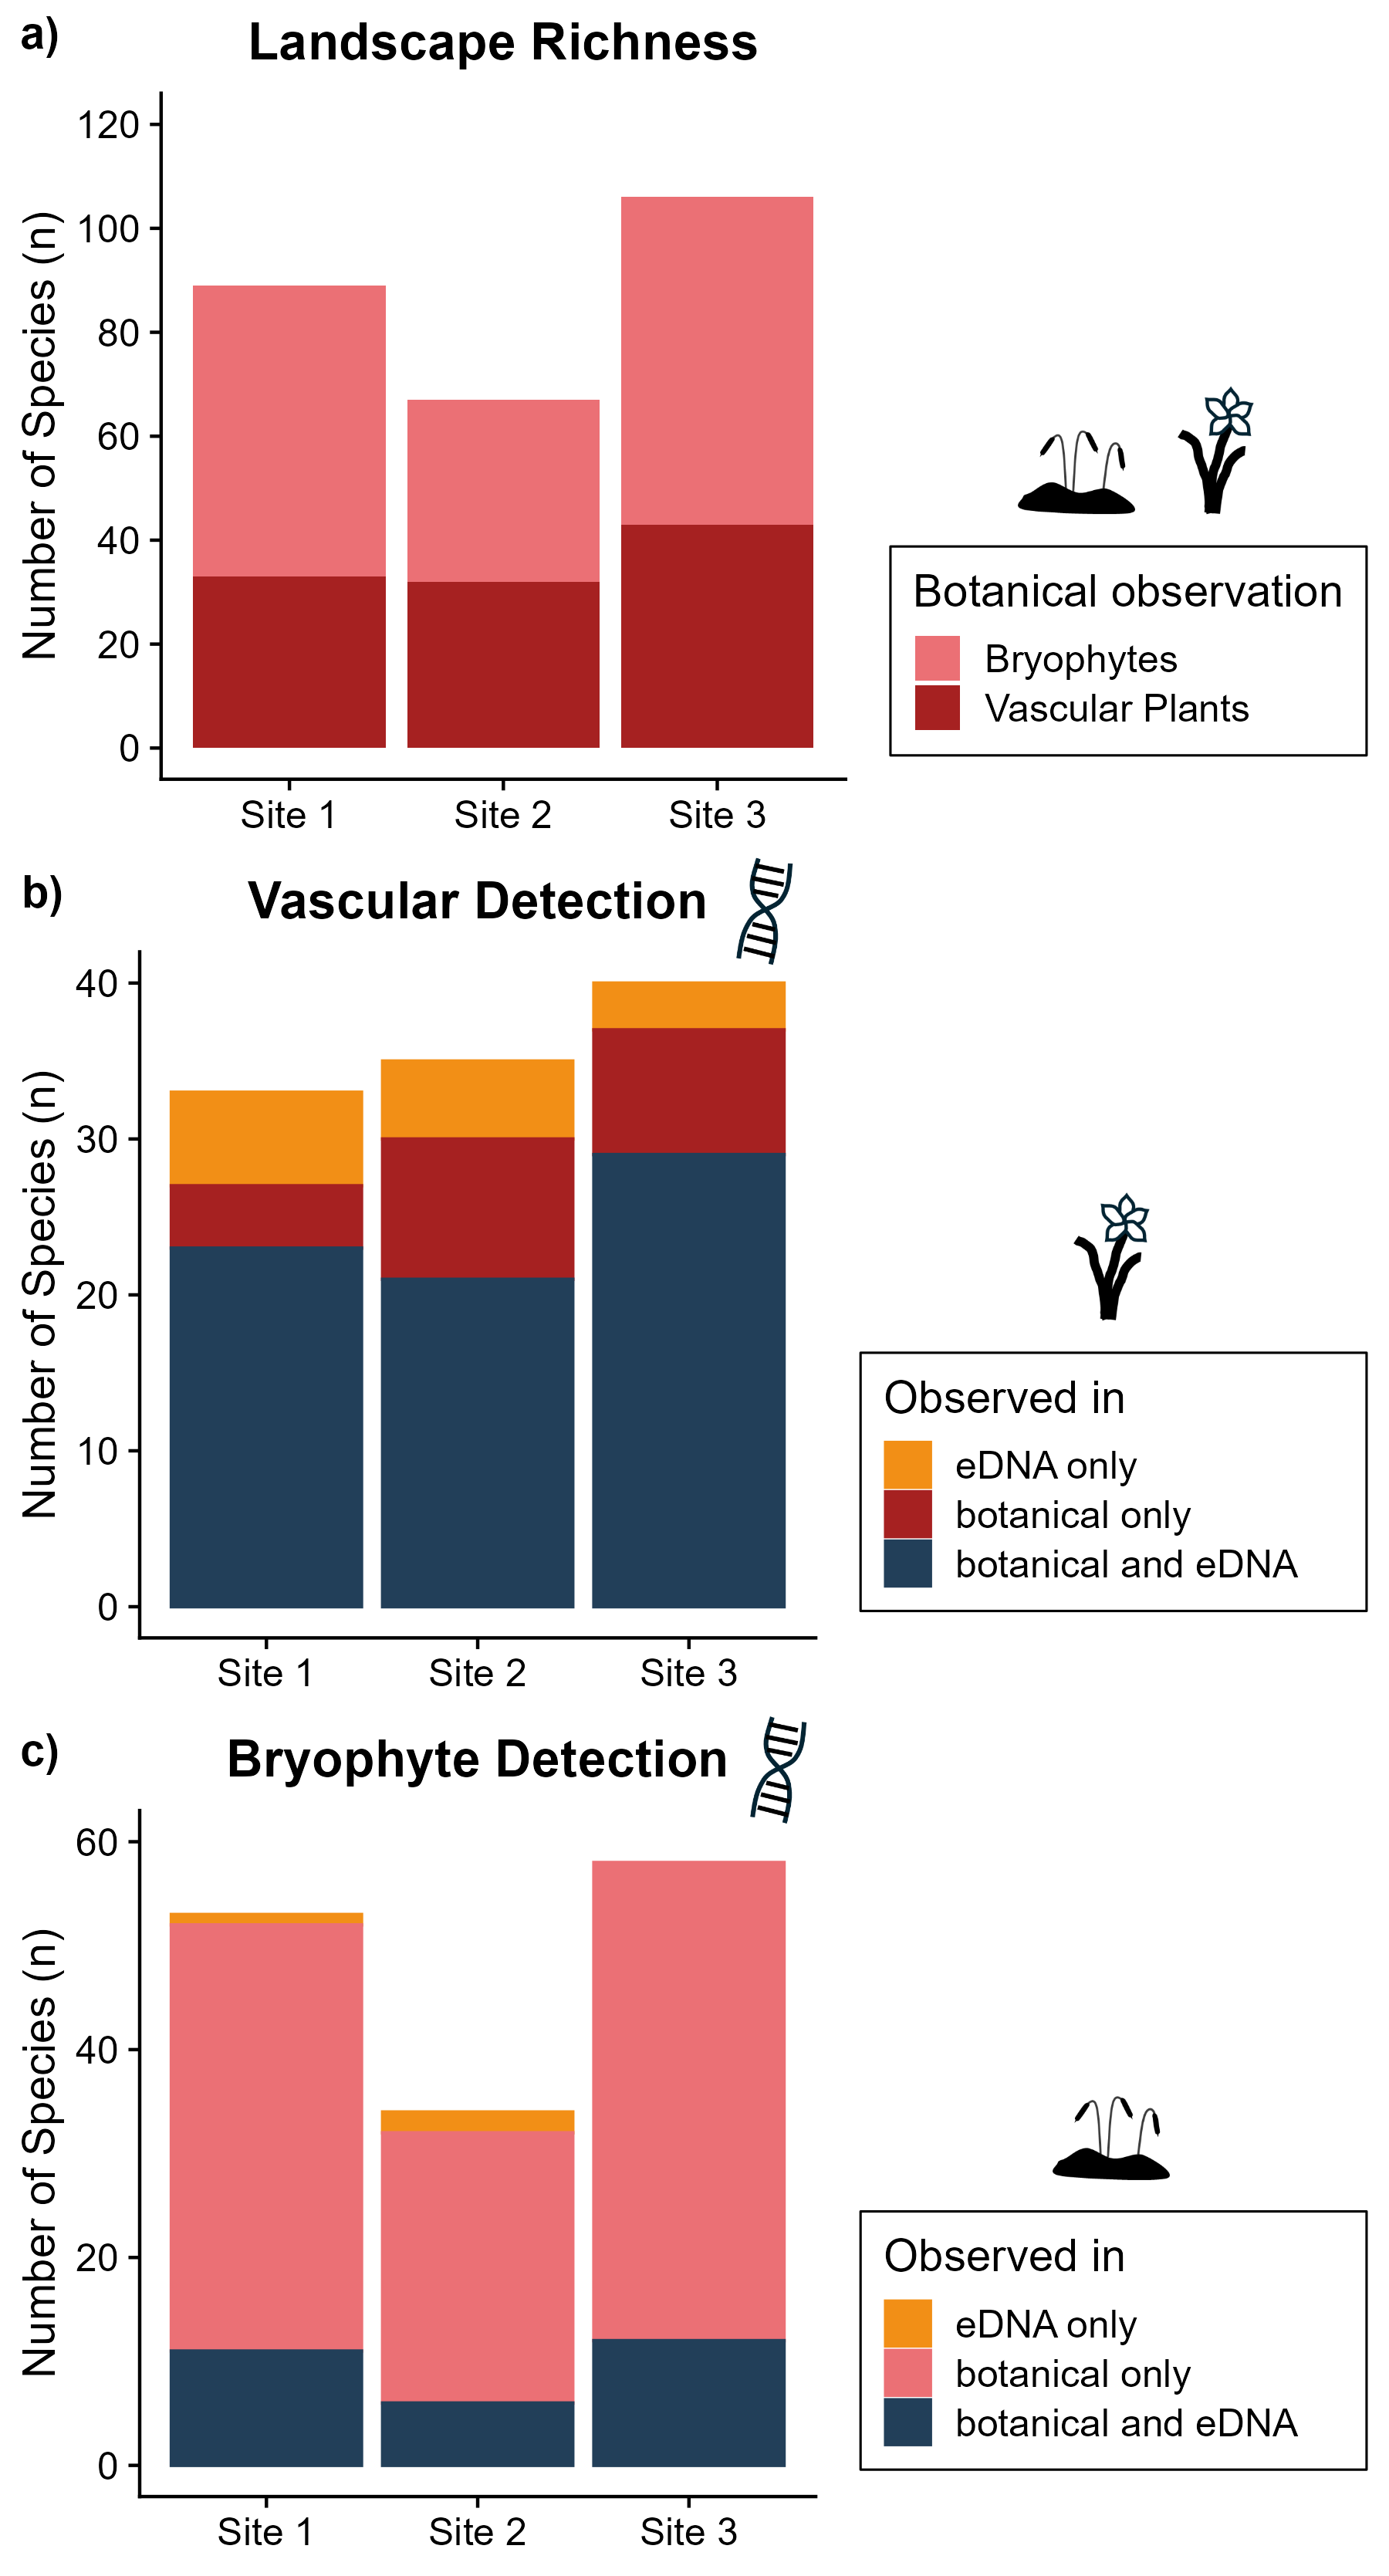 a)
Landscape Richness
Number of Species (n)
120
100
80
60
40
20
0
Site 1
Site 2
Site 3
Botanical observation
Bryophytes
Vascular Plants
b)
Vascular Detection
Number of Species (n)
40
30
20
10
0
Site 1
Site 2
Site 3
Observed in
eDNA only
botanical only
botanical and eDNA
c)
Bryophyte Detection
Number of Species (n)
60
40
20
0
Site 1
Site 2
Site 3
Observed in
eDNA only
botanical only
botanical and eDNA